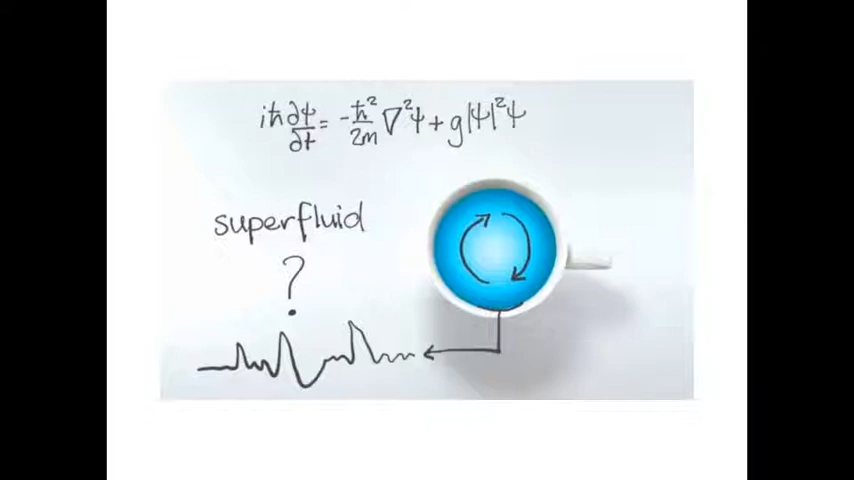 iħ ∂ψ/∂t = -ħ²/2m ∇²ψ + g|ψ|²ψ
superfluid
?